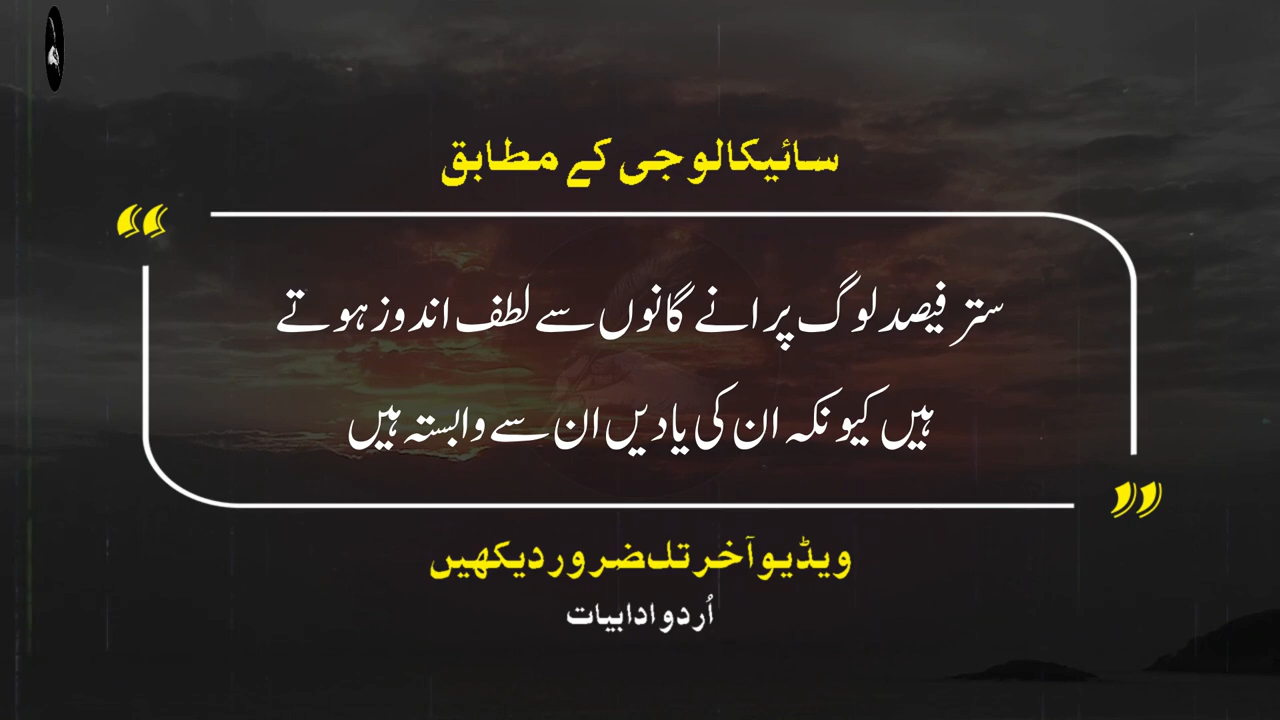 سائیکالوجی کے مطابق
ستر فیصد لوگ پرانے گانوں سے لطف اندوز ہوتے
ہیں کیونکہ ان کی یادیں ان سے وابستہ ہیں
ویڈیو آخر تک ضرور دیکھیں
اُردو ادابیات